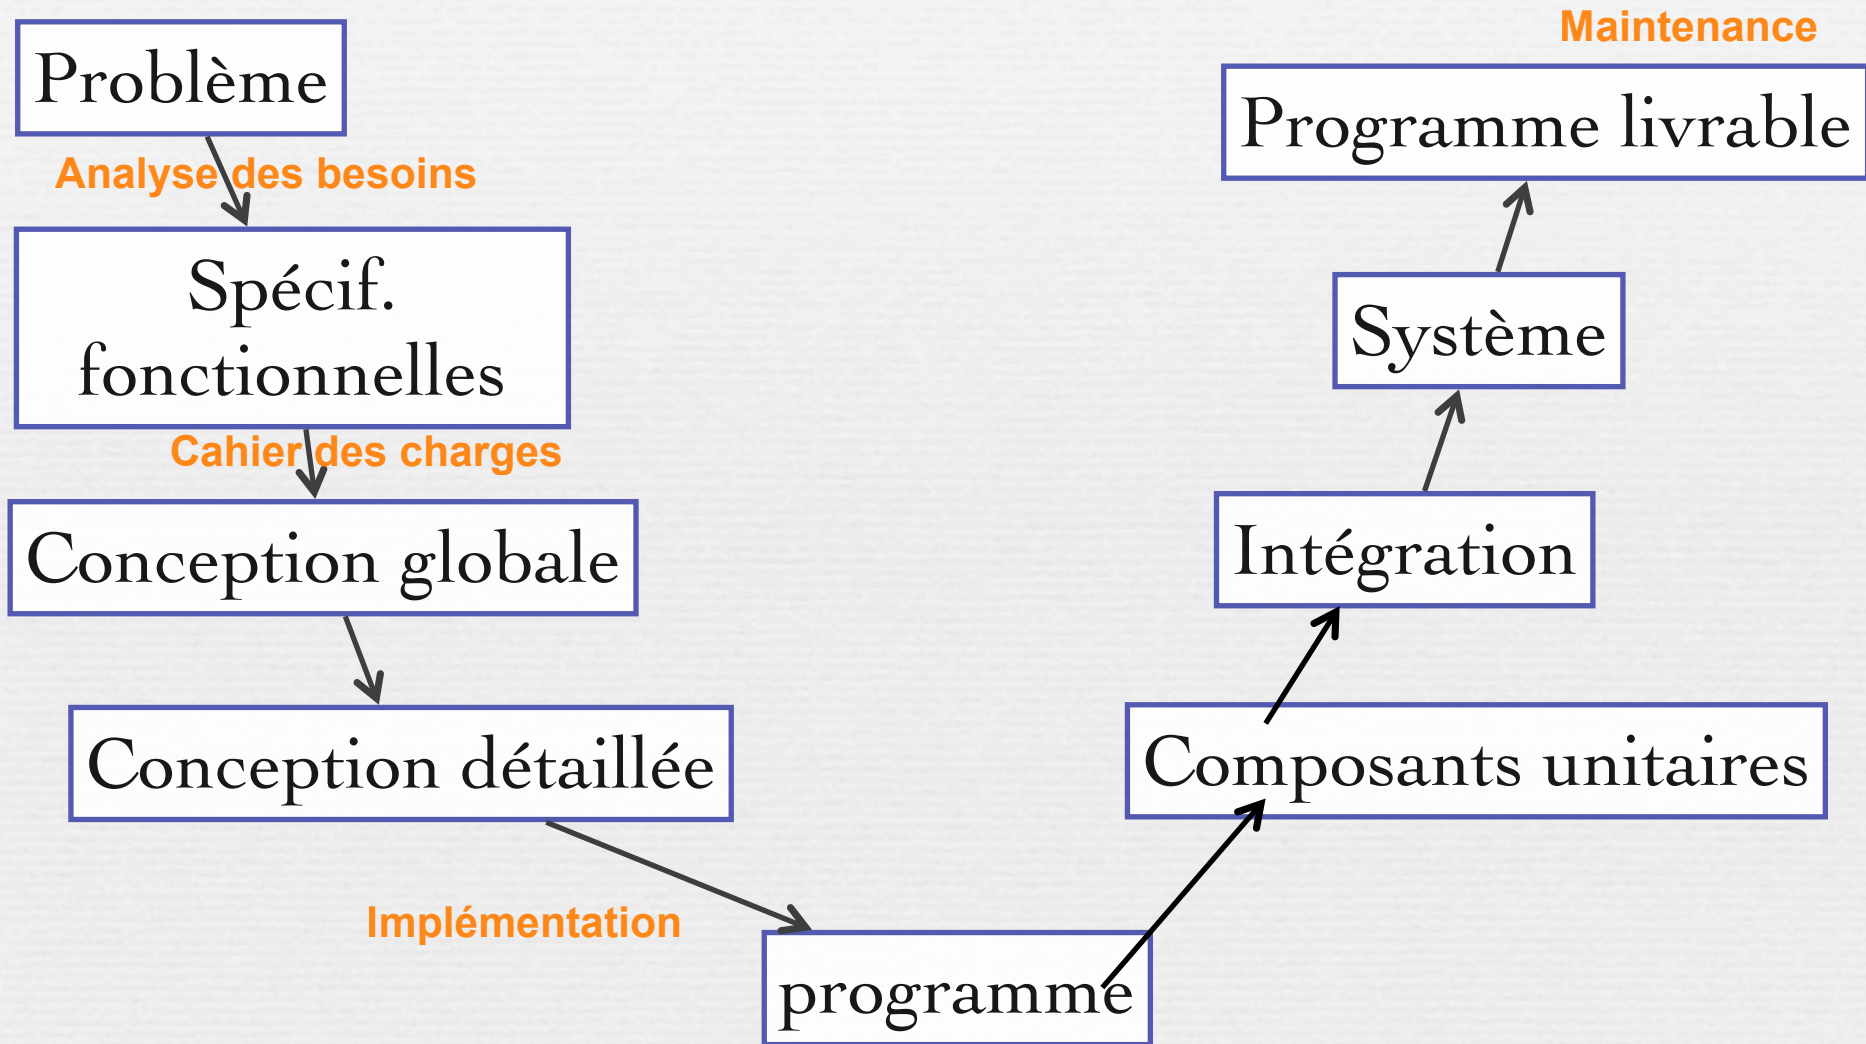 Problème
Analyse des besoins
Spécif.
fonctionnelles
Cahier des charges
Conception globale
Conception détaillée
Implémentation
programme
Composants unitaires
Intégration
Système
Programme livrable
Maintenance